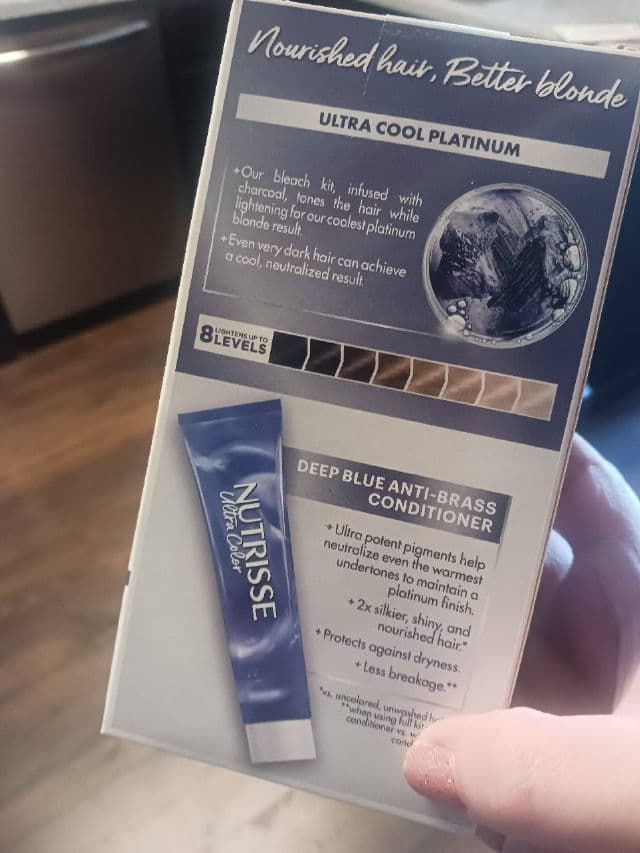 Nourished hair, Better blonde
ULTRA COOL PLATINUM
+Our bleach kit, infused with
charcoal, tones the hair while
lightening for our coolest platinum
blonde result.
+Even very dark hair can achieve
a cool, neutralized result.
8 LIGHTENS UP TO
LEVELS
NUTRISSE
Ultra Color
DEEP BLUE ANTI-BRASS
CONDITIONER
+ Ultra potent pigments help
neutralize even the warmest
undertones to maintain a
platinum finish.
+ 2x silkier, shiny, and
nourished hair.*
+ Protects against dryness.
+ Less breakage.**
*vs. uncolored, unwashed
**when using full kit
conditioner vs.